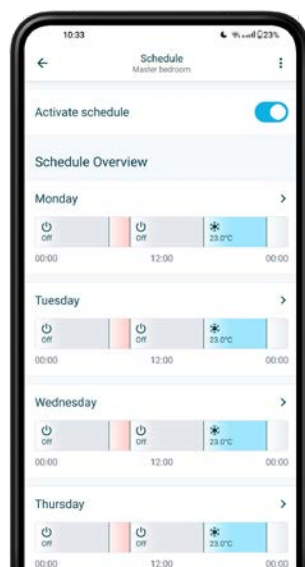 10:33
23%
Schedule
Master bedroom
Activate schedule
Schedule Overview
Monday
Off
Off
23.0°C
00:00
12:00
00:00
Tuesday
Off
Off
23.0°C
00:00
12:00
00:00
Wednesday
Off
Off
23.0°C
00:00
12:00
00:00
Thursday
Off
Off
23.0°C
00:00
12:00
00:00